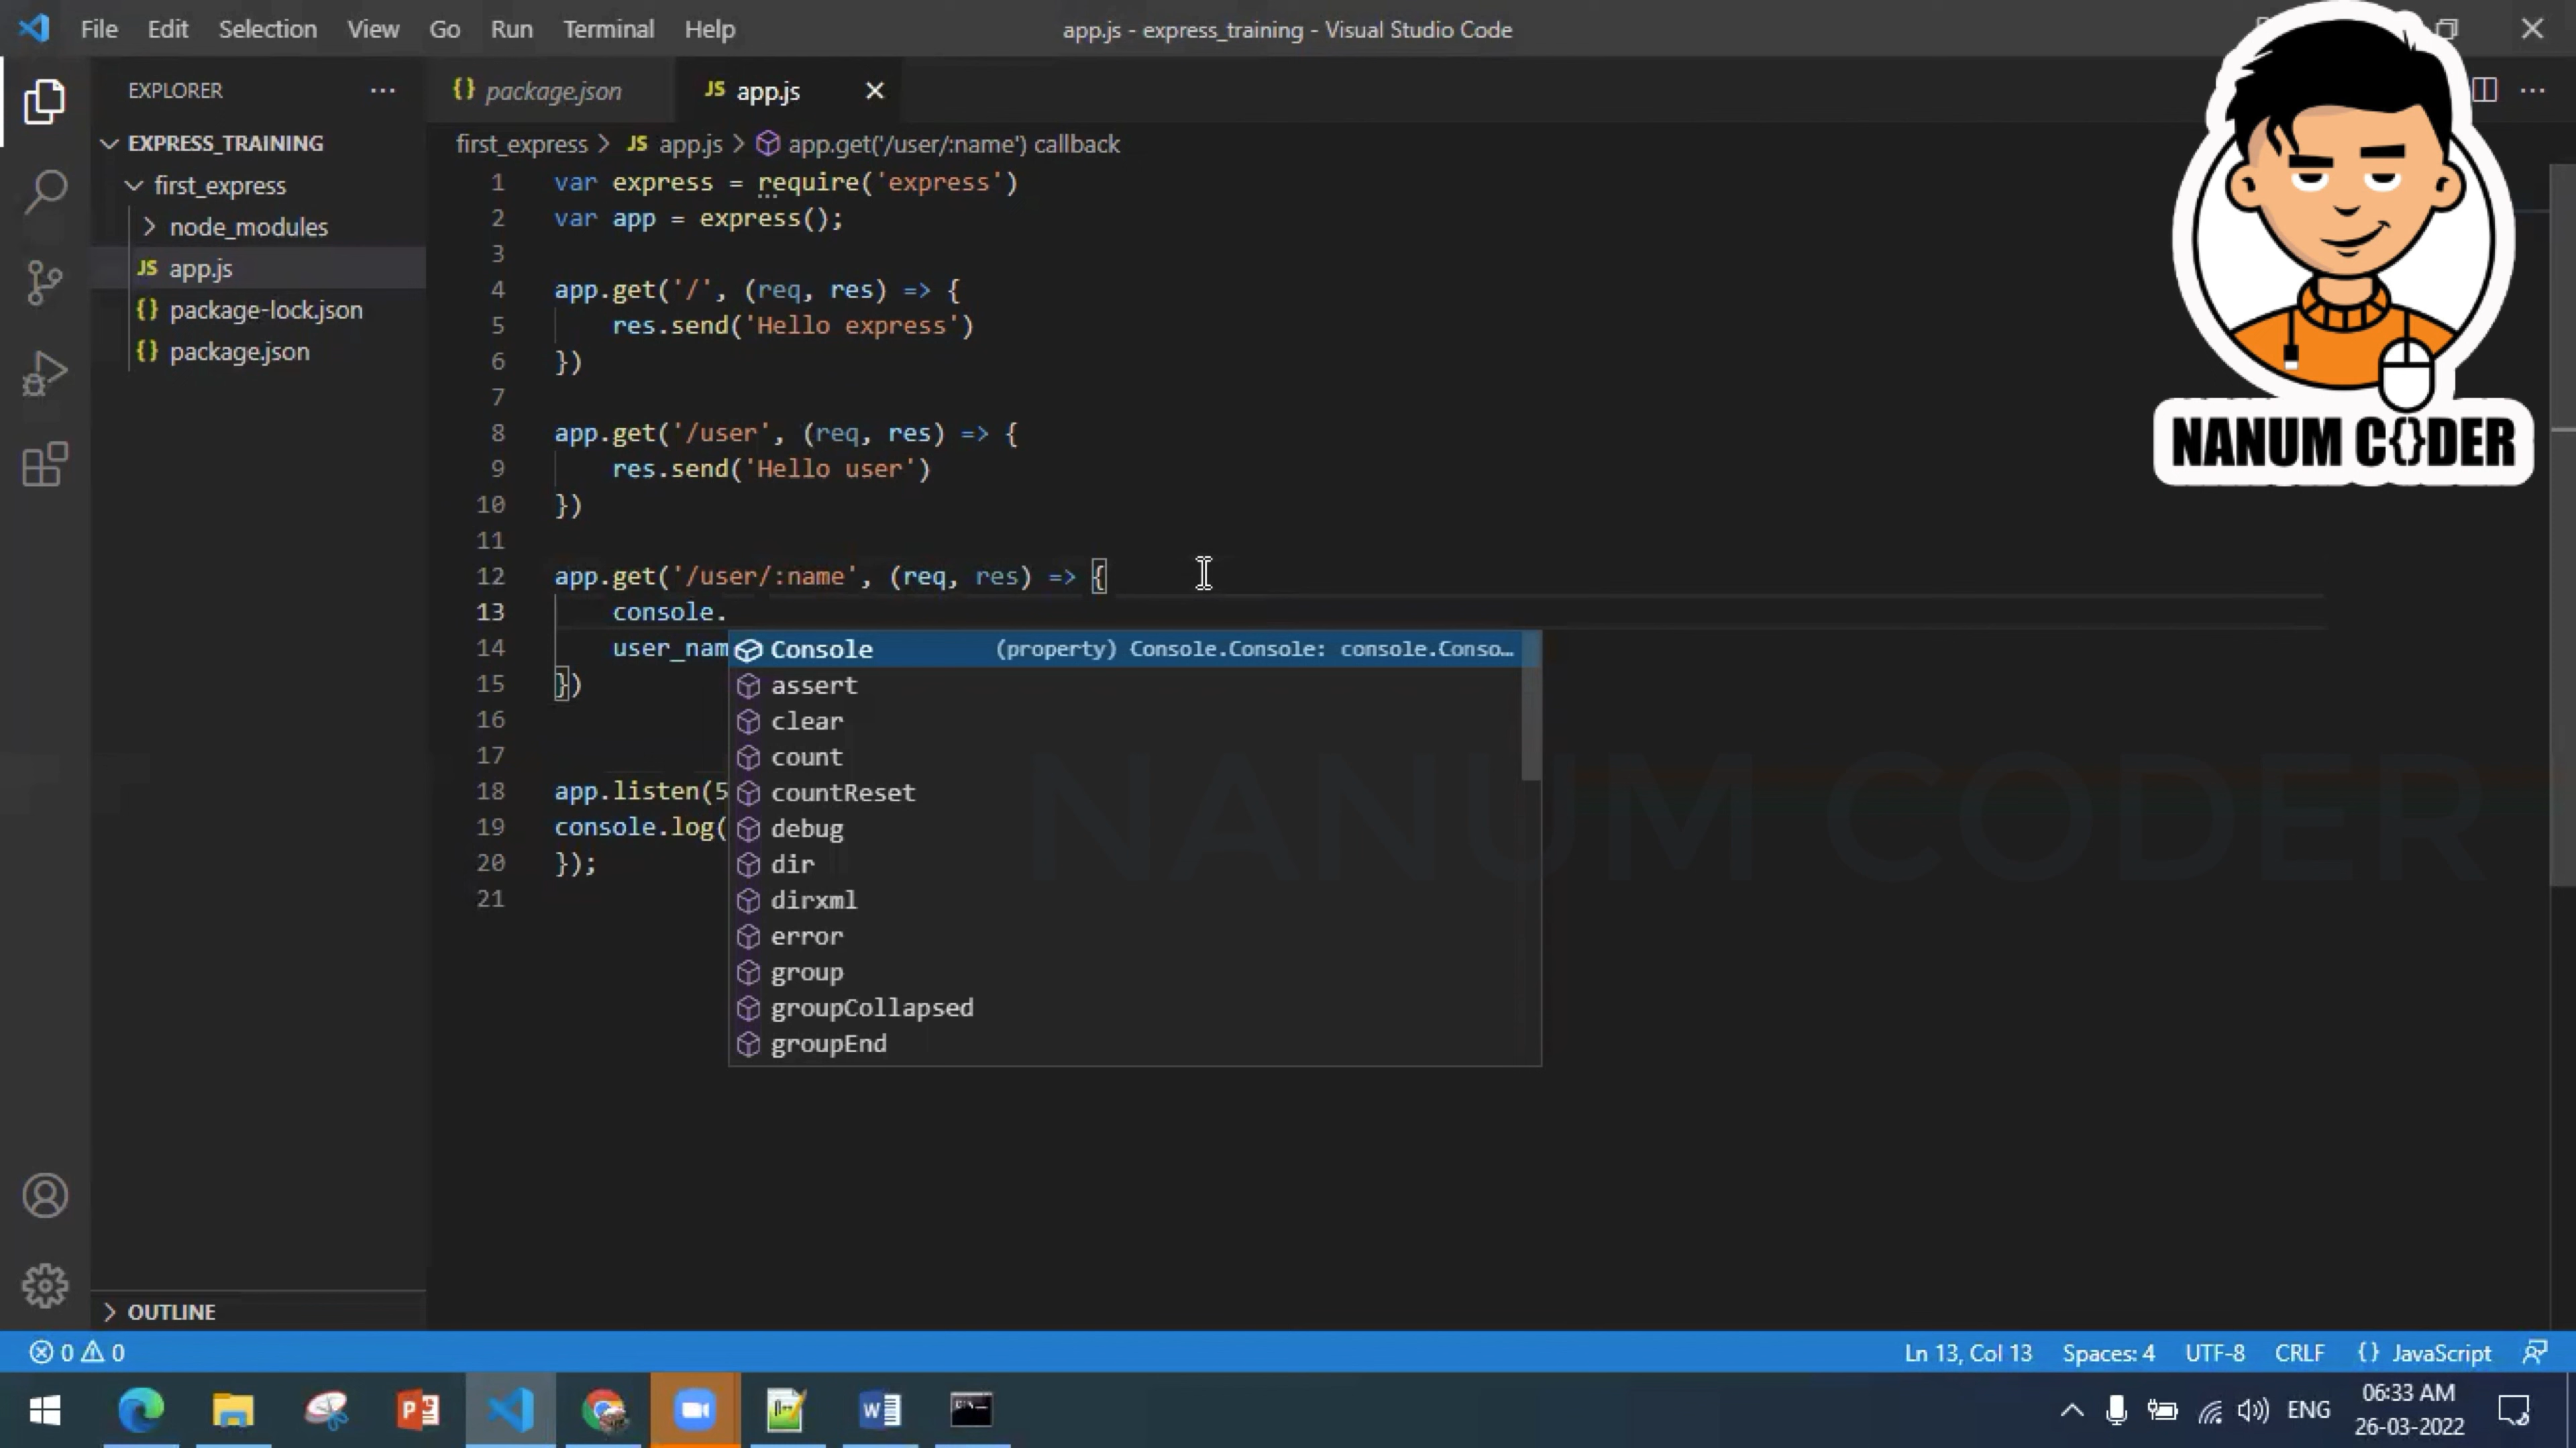 File Edit Selection View Go Run Terminal Help
app.js - express_training - Visual Studio Code
EXPLORER
EXPRESS_TRAINING
first_express
node_modules
JS app.js
{} package-lock.json
{} package.json
OUTLINE
{} package.json
JS app.js
first_express > JS app.js > app.get('/user/:name') callback
1 var express = require('express')
2 var app = express();
3
4 app.get('/', (req, res) => {
5 res.send('Hello express')
6 })
7
8 app.get('/user', (req, res) => {
9 res.send('Hello user')
10 })
11
12 app.get('/user/:name', (req, res) => {
13 console.
14 user_nam
15 })
16
17
18 app.listen(5
19 console.log(
20 });
21
Console (property) Console.Console: console.Conso…
assert
clear
count
countReset
debug
dir
dirxml
error
group
groupCollapsed
groupEnd
NANUM C{}DER
NANUM CODER
0 0
Ln 13, Col 13 Spaces: 4 UTF-8 CRLF {} JavaScript
ENG
06:33 AM
26-03-2022